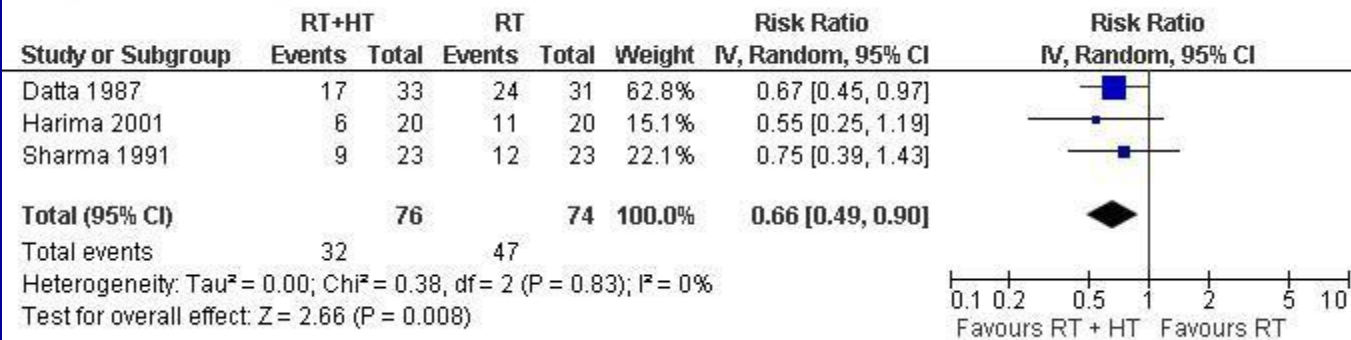 RT+HT RT Risk Ratio Risk Ratio
Study or Subgroup Events Total Events Total Weight IV, Random, 95% CI IV, Random, 95% CI
Datta 1987 17 33 24 31 62.8% 0.67 [0.45, 0.97]
Harima 2001 6 20 11 20 15.1% 0.55 [0.25, 1.19]
Sharma 1991 9 23 12 23 22.1% 0.75 [0.39, 1.43]
Total (95% CI) 76 74 100.0% 0.66 [0.49, 0.90]
Total events 32 47
Heterogeneity: Tau² = 0.00; Chi² = 0.38, df = 2 (P = 0.83); I² = 0%
Test for overall effect: Z = 2.66 (P = 0.008)
0.1 0.2 0.5 1 2 5 10
Favours RT + HT Favours RT